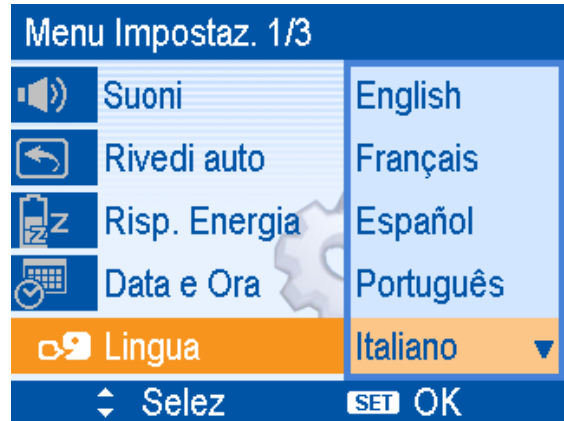 Menu Impostaz. 1/3
Suoni
English
Rivedi auto
Français
Risp. Energia
Español
Data e Ora
Português
Lingua
Italiano
Selez
SET OK